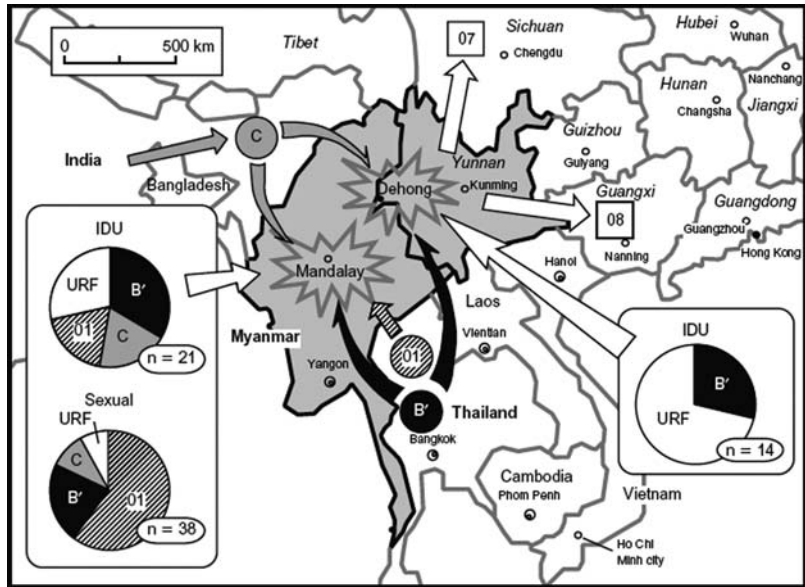 0 500 km
Tibet
07
Sichuan
Chengdu
Hubei
Wuhan
Nanchang
Hunan
Changsha
Jiangxi
C
India
Bangladesh
Guizhou
Guiyang
Yunnan
Dehong
Kunming
Guangxi
08
Nanning
Guangdong
Guangzhou
Hong Kong
Mandalay
Hanoi
Laos
Myanmar
01
Vientian
Yangon
B′
Thailand
Bangkok
Cambodia
Phom Penh
Vietnam
Ho Chi
Minh city
IDU
URF
B′
01
C
n = 21
Sexual
URF
C
B′
01
n = 38
IDU
B′
URF
n = 14